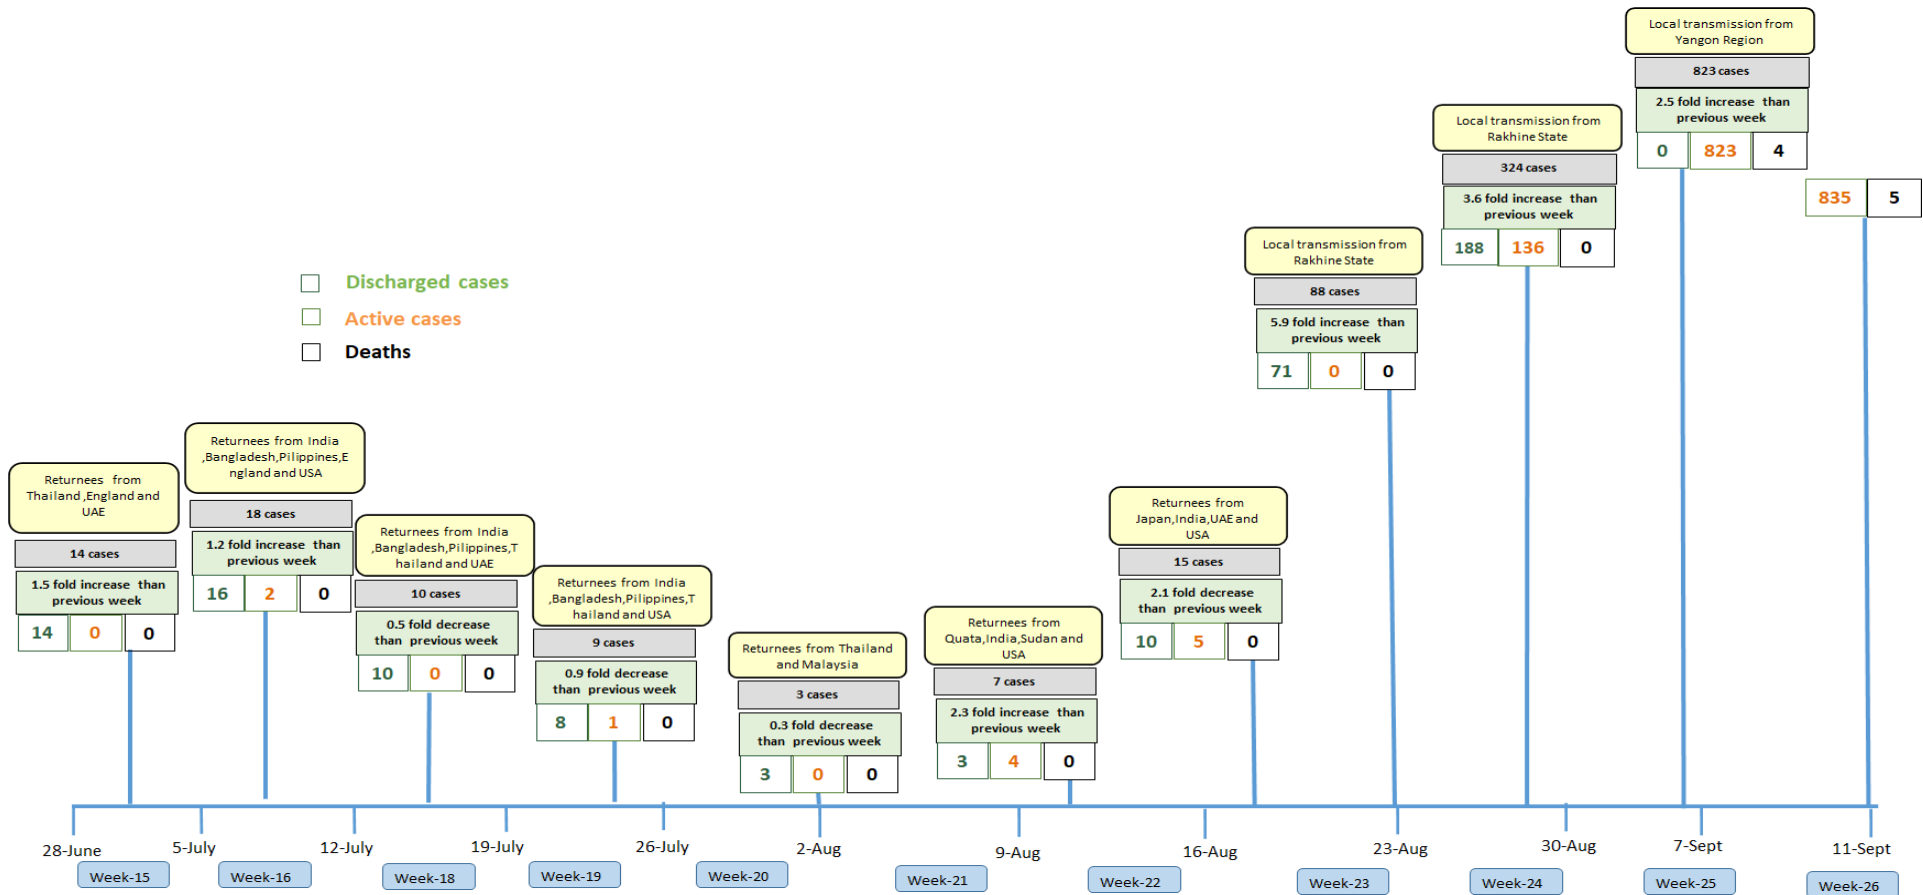 Local transmission from
Yangon Region
823 cases
2.5 fold increase than
previous week
0 823 4
835 5
Local transmission from
Rakhine State
324 cases
3.6 fold increase than
previous week
188 136 0
Local transmission from
Rakhine State
88 cases
5.9 fold increase than
previous week
71 0 0
Discharged cases
Active cases
Deaths
Returnees from
Thailand ,England and
UAE
14 cases
1.5 fold increase than
previous week
14 0 0
Returnees from India
,Bangladesh,Pilippines,E
ngland and USA
18 cases
1.2 fold increase than
previous week
16 2 0
Returnees from India
,Bangladesh,Pilippines,T
hailand and UAE
10 cases
0.5 fold decrease
than previous week
10 0 0
Returnees from India
,Bangladesh,Pilippines,T
hailand and USA
9 cases
0.9 fold decrease
than previous week
8 1 0
Returnees from Thailand
and Malaysia
3 cases
0.3 fold decrease
than previous week
3 0 0
Returnees from
Quata,India,Sudan and
USA
7 cases
2.3 fold increase than
previous week
3 4 0
Returnees from
Japan,India,UAE and
USA
15 cases
2.1 fold decrease
than previous week
10 5 0
28-June 5-July 12-July 19-July 26-July 2-Aug 9-Aug 16-Aug 23-Aug 30-Aug 7-Sept 11-Sept
Week-15 Week-16 Week-18 Week-19 Week-20 Week-21 Week-22 Week-23 Week-24 Week-25 Week-26